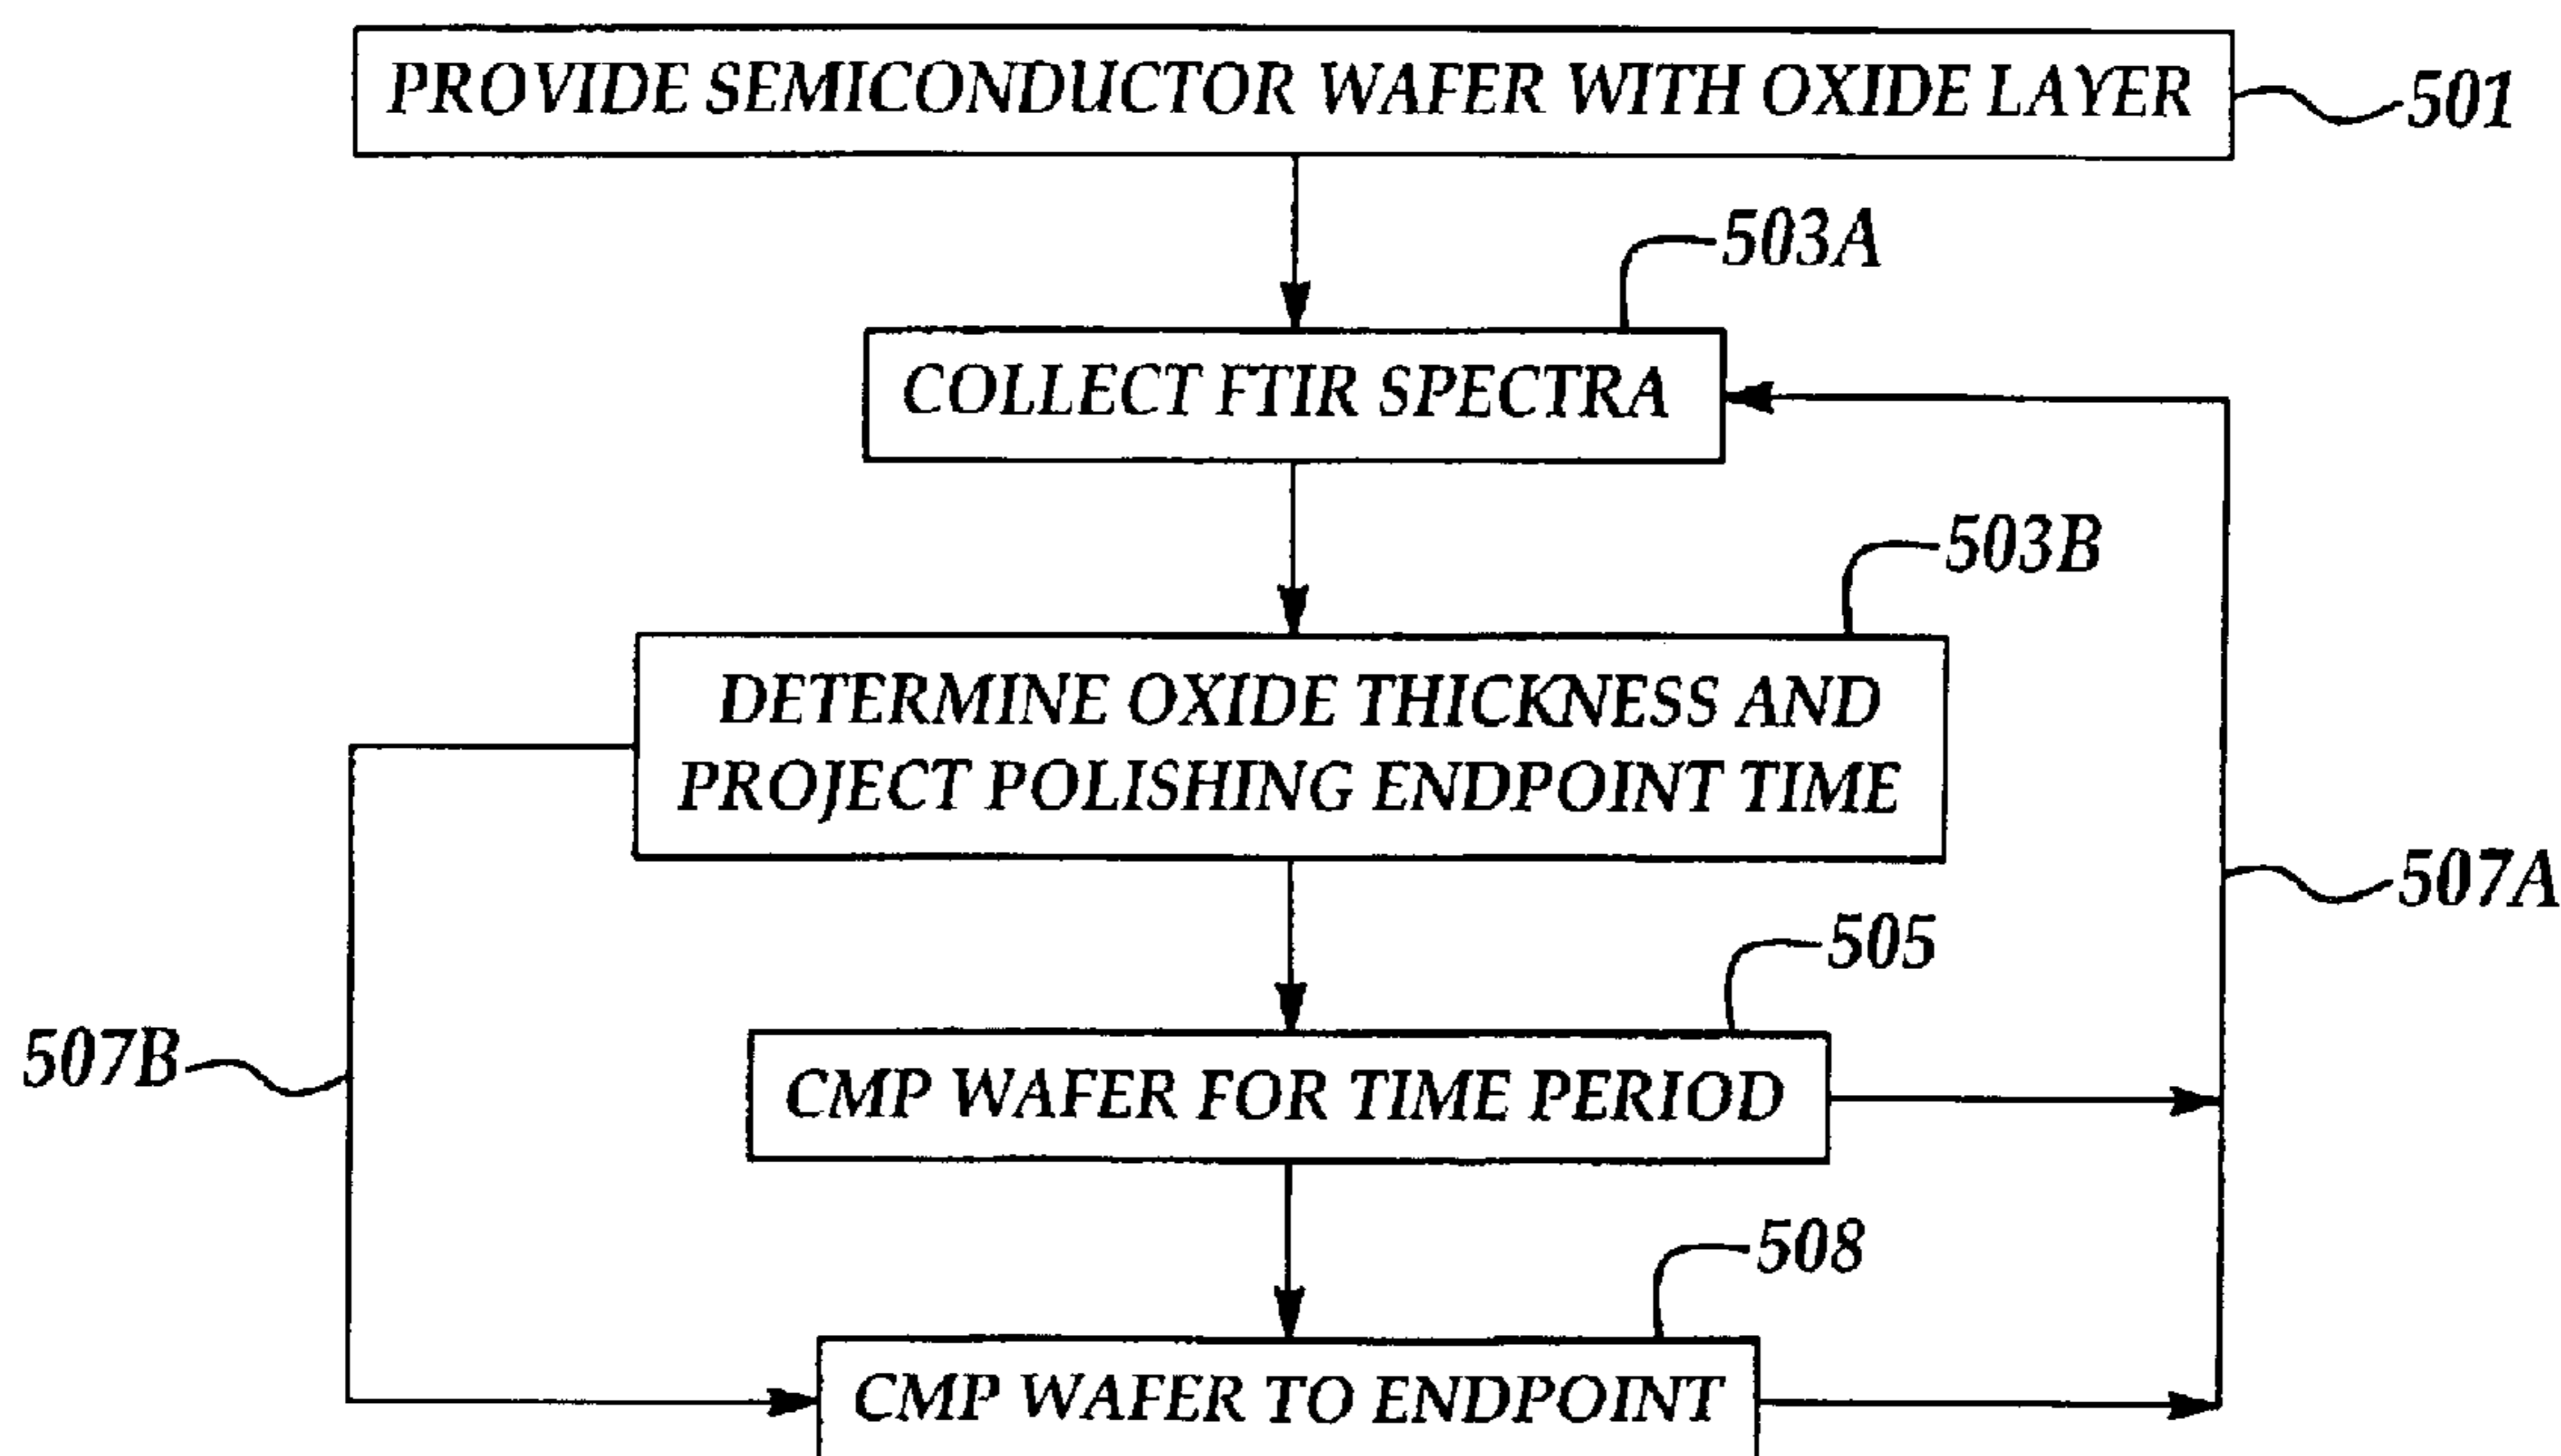 PROVIDE SEMICONDUCTOR WAFER WITH OXIDE LAYER
501
503A
COLLECT FTIR SPECTRA
503B
DETERMINE OXIDE THICKNESS AND
PROJECT POLISHING ENDPOINT TIME
507A
505
507B
CMP WAFER FOR TIME PERIOD
508
CMP WAFER TO ENDPOINT